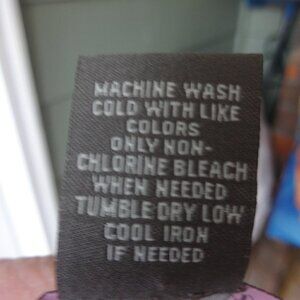 MACHINE WASH
COLD WITH LIKE
COLORS
ONLY NON-
CHLORINE BLEACH
WHEN NEEDED
TUMBLE DRY LOW
COOL IRON
IF NEEDED